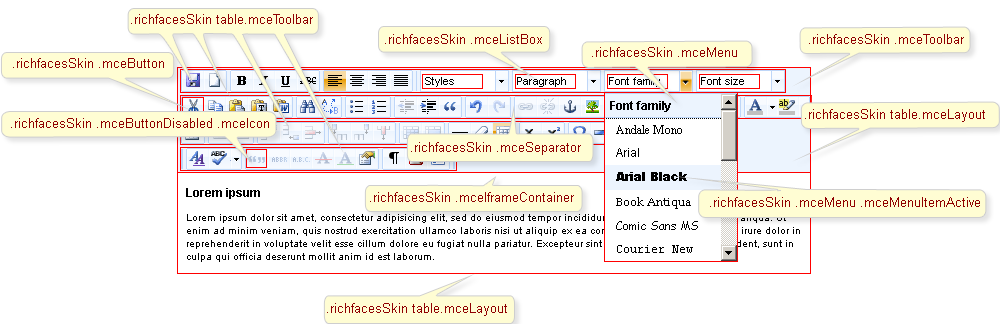 .richfacesSkin table.mceToolbar
.richfacesSkin .mceListBox
.richfacesSkin .mceMenu
.richfacesSkin .mceToolbar
.richfacesSkin .mceButton
B I U ABC Styles Paragraph Font family Font size
.richfacesSkin .mceButtonDisabled .mceIcon
.richfacesSkin table.mceLayout
.richfacesSkin .mceSeparator
Font family
Andale Mono
Arial
Arial Black
Book Antiqua
Comic Sans MS
Courier New
.richfacesSkin .mceIframeContainer
.richfacesSkin .mceMenu .mceMenuItemActive
Lorem ipsum
Lorem ipsum dolor sit amet, consectetur adipisicing elit, sed do eiusmod tempor incididun aliqua. Ut
enim ad minim veniam, quis nostrud exercitation ullamco laboris nisi ut aliquip ex ea con irure dolor in
reprehenderit in voluptate velit esse cillum dolore eu fugiat nulla pariatur. Excepteur sint dent, sunt in
culpa qui officia deserunt mollit anim id est laborum.
.richfacesSkin table.mceLayout